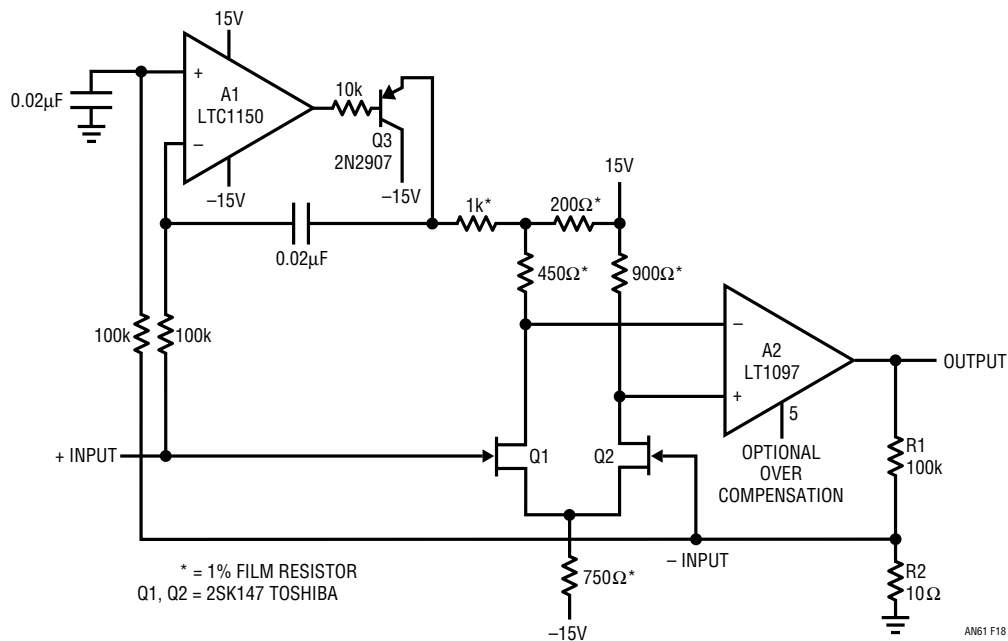 15V
+
A1
LTC1150
–
–15V
0.02µF
10k
Q3
2N2907
–15V
0.02µF
1k*
200Ω*
15V
450Ω*
900Ω*
100k
100k
–
A2
LT1097
+
5
OPTIONAL
OVER
COMPENSATION
OUTPUT
R1
100k
+ INPUT
Q1
Q2
– INPUT
750Ω*
–15V
R2
10Ω
* = 1% FILM RESISTOR
Q1, Q2 = 2SK147 TOSHIBA
AN61 F18